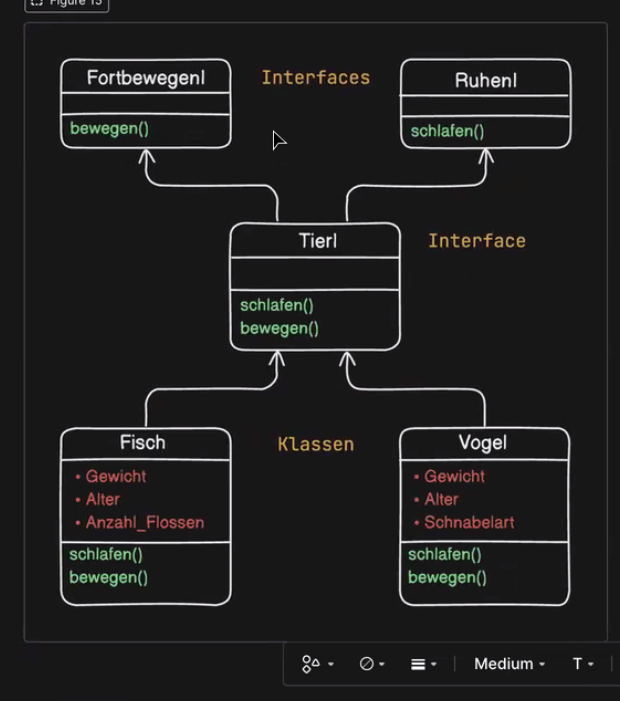 Figure 13
FortbewegenI
Interfaces
RuhenI
bewegen()
schlafen()
TierI
Interface
schlafen()
bewegen()
Fisch
Klassen
Vogel
• Gewicht
• Alter
• Anzahl_Flossen
schlafen()
bewegen()
• Gewicht
• Alter
• Schnabelart
schlafen()
bewegen()
Medium
T